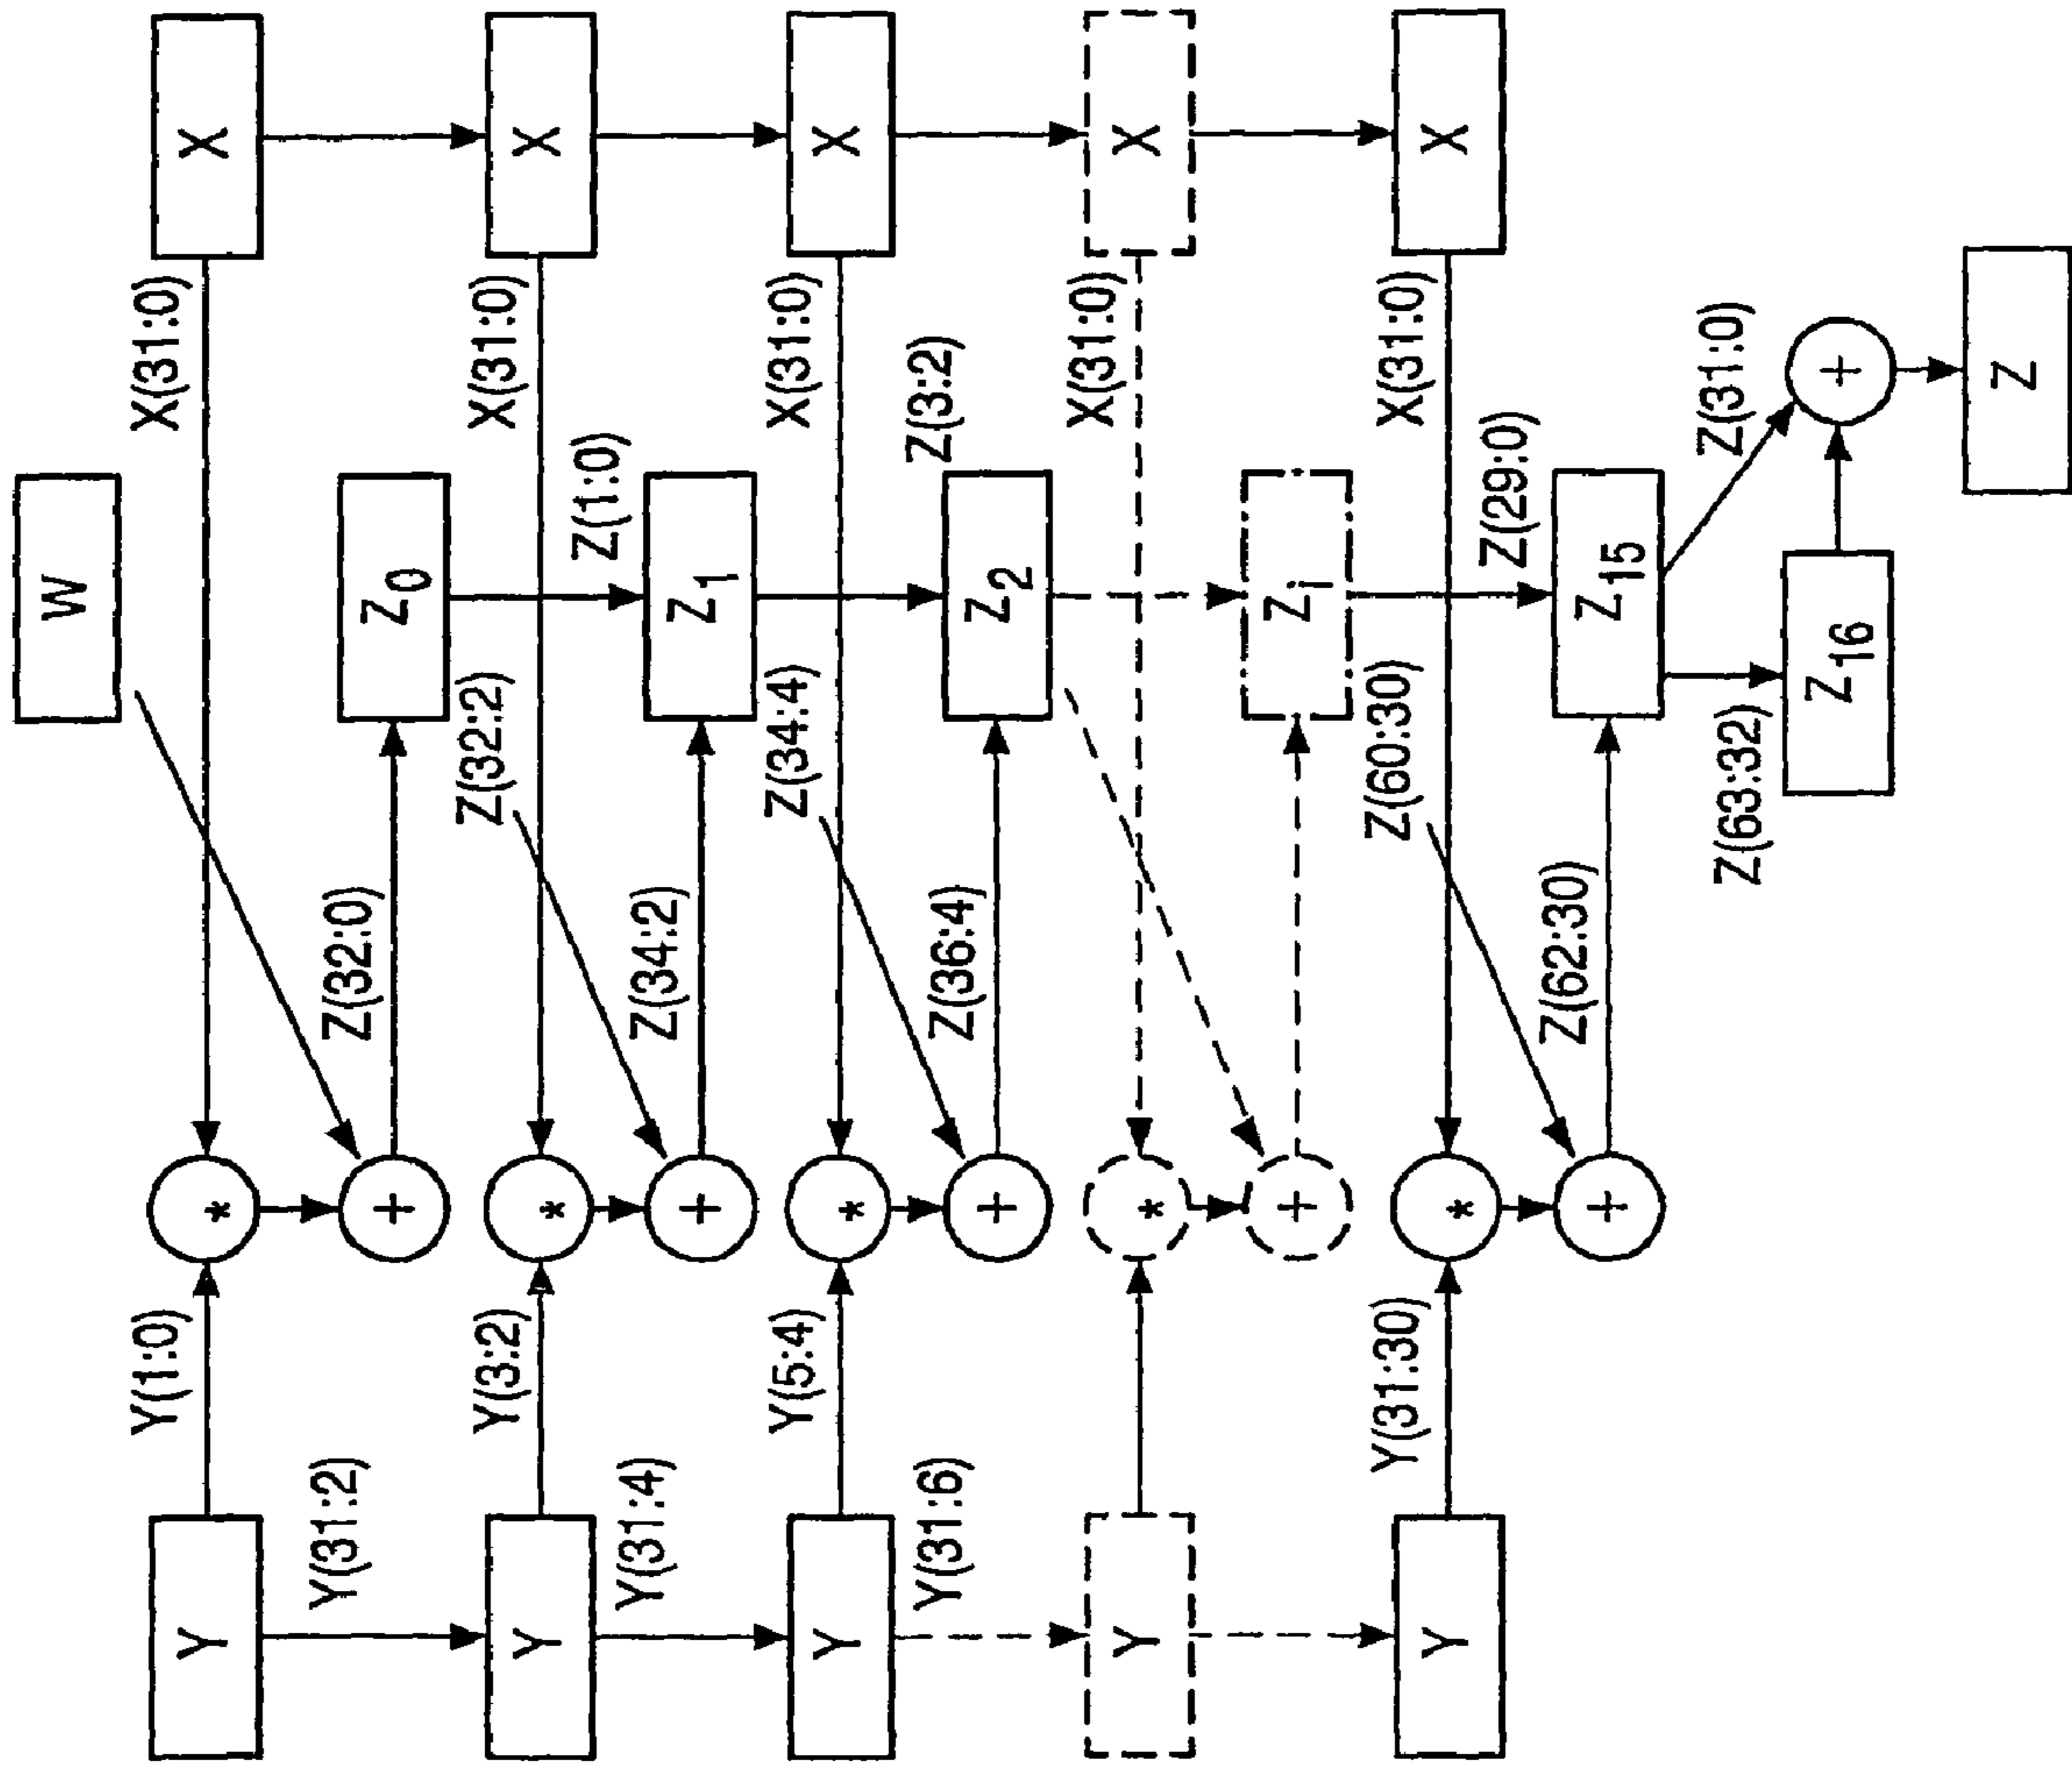 W
Y
Y(1:0)
*
X(31:0)
X
Y(31:2)
+
Z(32:0)
Z0
Y
Y(3:2)
*
Z(32:2)
X(31:0)
X
Z(1:0)
Y(31:4)
+
Z(34:2)
Z1
Y
Y(5:4)
*
Z(34:4)
X(31:0)
X
Y(31:6)
+
Z(36:4)
Z2
Z(3:2)
Y
*
X(31:0)
X
+
Zi
Y
Y(31:30)
*
Z(60:30)
X(31:0)
X
Z(29:0)
+
Z(62:30)
Z15
Z(63:32)
Z16
Z(31:0)
+
Z